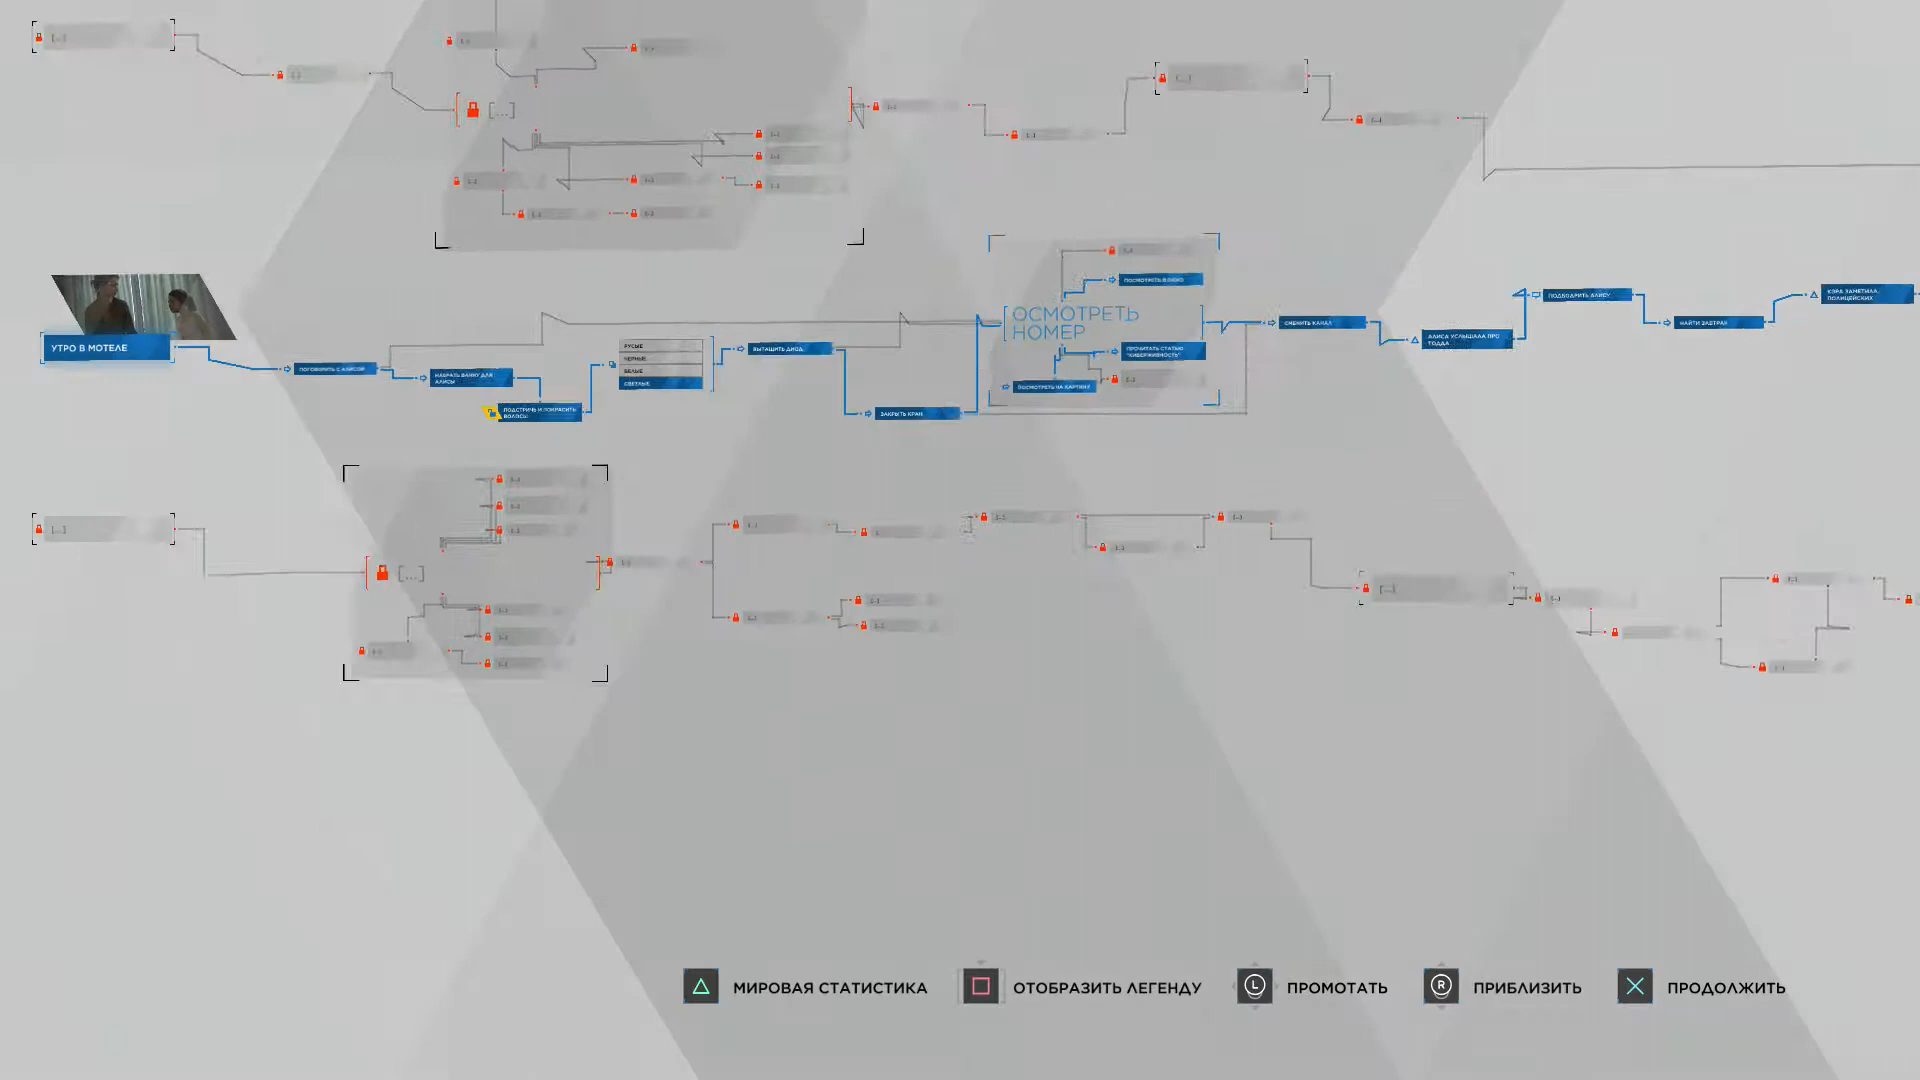 УТРО В МОТЕЛЕ
ПОГОВОРИТЬ С АЛИСОЙ
НАБРАТЬ ВАННУ ДЛЯ
АЛИСЫ
ПОДСТРИЧЬ И ПОКРАСИТЬ
ВОЛОСЫ
РУСЫЕ
ЧЕРНЫЕ
БЕЛЫЕ
СВЕТЛЫЕ
ВЫТАЩИТЬ ДИОД
ЗАКРЫТЬ КРАН
ПОСМОТРЕТЬ В ОКНО
ОСМОТРЕТЬ
НОМЕР
ПРОЧИТАТЬ СТАТЬЮ
"КИБЕРЖИВНОСТЬ"
ПОСМОТРЕТЬ НА КАРТИНУ
СМЕНИТЬ КАНАЛ
АЛИСА УСЛЫШАЛА ПРО
ТОДДА
ПОДБОДРИТЬ АЛИСУ
НАЙТИ ЗАВТРАК
КЭРА ЗАМЕТИЛА
ПОЛИЦЕЙСКИХ
МИРОВАЯ СТАТИСТИКА
ОТОБРАЗИТЬ ЛЕГЕНДУ
L ПРОМОТАТЬ
R ПРИБЛИЗИТЬ
ПРОДОЛЖИТЬ